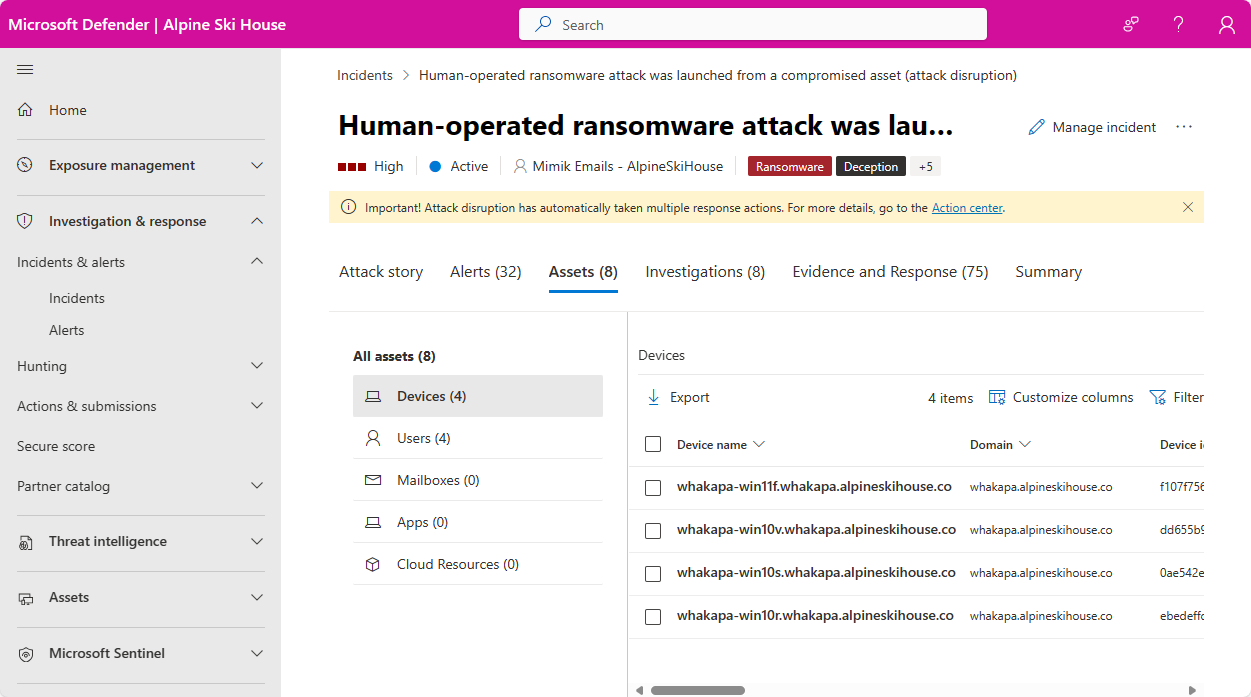 Microsoft Defender | Alpine Ski House
Search
Home
Exposure management
Investigation & response
Incidents & alerts
Incidents
Alerts
Hunting
Actions & submissions
Secure score
Partner catalog
Threat intelligence
Assets
Microsoft Sentinel
Incidents > Human-operated ransomware attack was launched from a compromised asset (attack disruption)
Human-operated ransomware attack was lau...
Manage incident ...
High Active Mimik Emails - AlpineSkiHouse Ransomware Deception +5
Important! Attack disruption has automatically taken multiple response actions. For more details, go to the Action center.
Attack story Alerts (32) Assets (8) Investigations (8) Evidence and Response (75) Summary
All assets (8)
Devices (4)
Users (4)
Mailboxes (0)
Apps (0)
Cloud Resources (0)
Devices
Export 4 items Customize columns Filter
Device name Domain Device
whakapa-win11f.whakapa.alpineskihouse.co whakapa.alpineskihouse.co f107f756
whakapa-win10v.whakapa.alpineskihouse.co whakapa.alpineskihouse.co dd655b9
whakapa-win10s.whakapa.alpineskihouse.co whakapa.alpineskihouse.co 0ae542e
whakapa-win10r.whakapa.alpineskihouse.co whakapa.alpineskihouse.co ebedeff